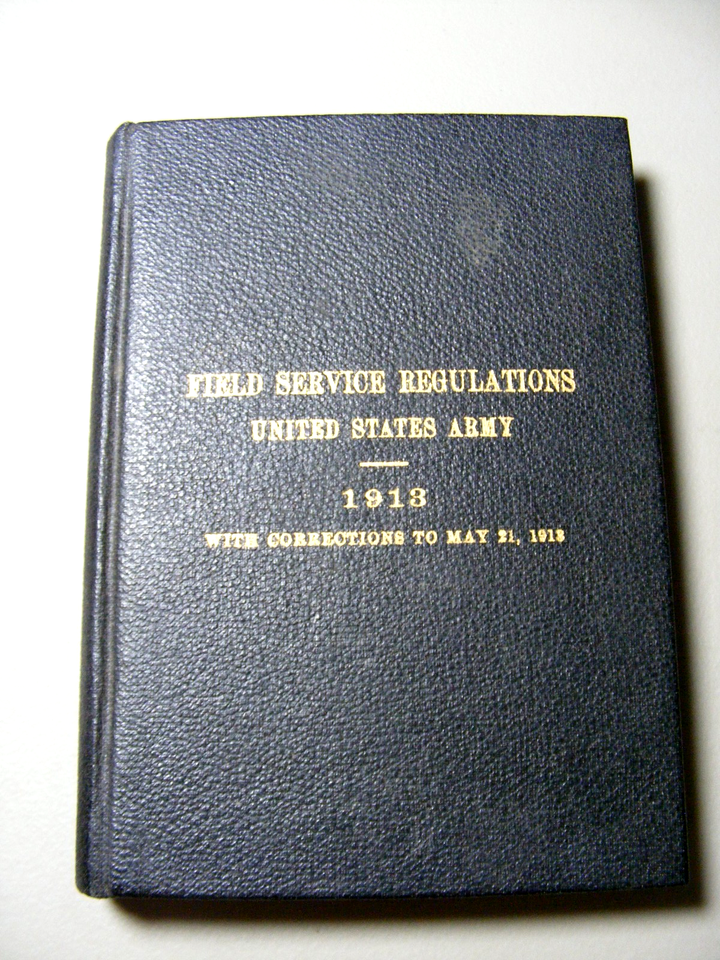 FIELD SERVICE REGULATIONS
UNITED STATES ARMY
1913
WITH CORRECTIONS TO MAY 21, 1913